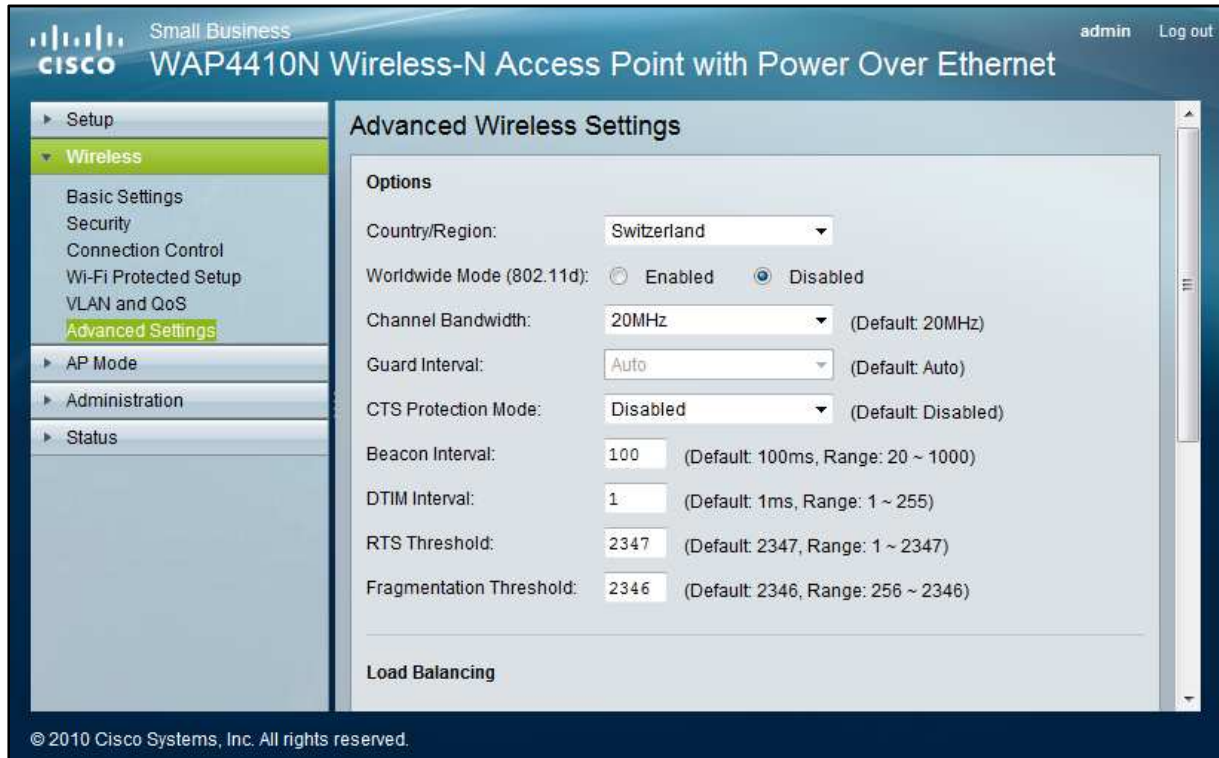 Small Business
admin Log out
CISCO WAP4410N Wireless-N Access Point with Power Over Ethernet
Setup
Wireless
Basic Settings
Security
Connection Control
Wi-Fi Protected Setup
VLAN and QoS
Advanced Settings
AP Mode
Administration
Status
Advanced Wireless Settings
Options
Country/Region: Switzerland
Worldwide Mode (802.11d): Enabled Disabled
Channel Bandwidth: 20MHz (Default: 20MHz)
Guard Interval: Auto (Default: Auto)
CTS Protection Mode: Disabled (Default: Disabled)
Beacon Interval: 100 (Default: 100ms, Range: 20 ~ 1000)
DTIM Interval: 1 (Default: 1ms, Range: 1 ~ 255)
RTS Threshold: 2347 (Default: 2347, Range: 1 ~ 2347)
Fragmentation Threshold: 2346 (Default: 2346, Range: 256 ~ 2346)
Load Balancing
© 2010 Cisco Systems, Inc. All rights reserved.